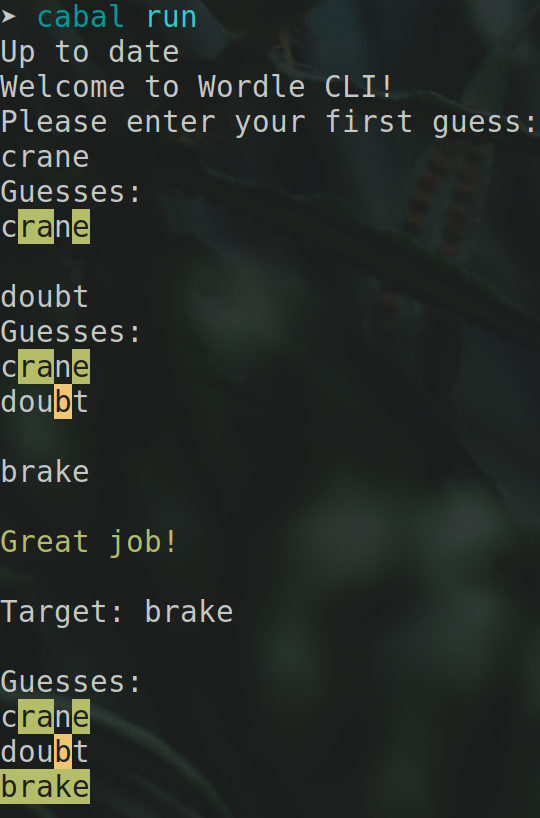 ➤ cabal run
Up to date
Welcome to Wordle CLI!
Please enter your first guess:
crane
Guesses:
crane
doubt
Guesses:
crane
doubt
brake
Great job!
Target: brake
Guesses:
crane
doubt
brake